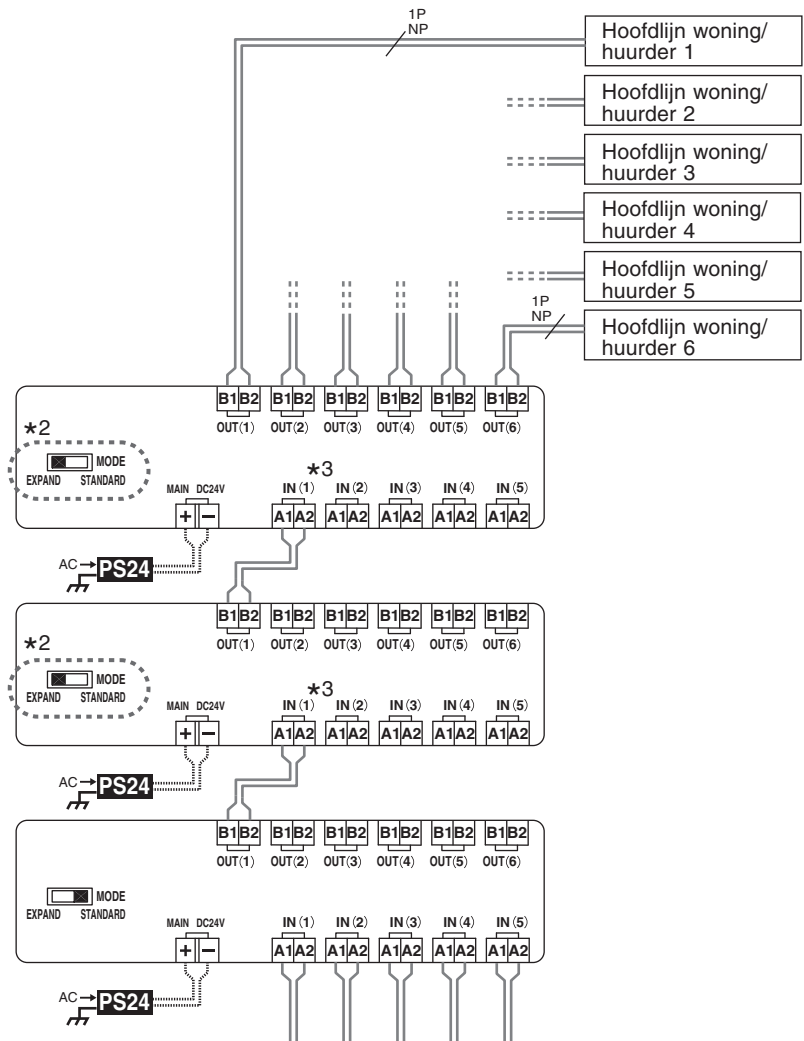 1P
NP
Hoofdlijn woning/
huurder 1
Hoofdlijn woning/
huurder 2
Hoofdlijn woning/
huurder 3
Hoofdlijn woning/
huurder 4
Hoofdlijn woning/
huurder 5
1P
NP
Hoofdlijn woning/
huurder 6
B1 B2 B1 B2 B1 B2 B1 B2 B1 B2 B1 B2
OUT(1) OUT(2) OUT(3) OUT(4) OUT(5) OUT(6)
★2
MODE
EXPAND STANDARD
★3
MAIN DC24V IN(1) IN(2) IN(3) IN(4) IN(5)
+ − A1 A2 A1 A2 A1 A2 A1 A2 A1 A2
AC→ PS24
B1 B2 B1 B2 B1 B2 B1 B2 B1 B2 B1 B2
OUT(1) OUT(2) OUT(3) OUT(4) OUT(5) OUT(6)
★2
MODE
EXPAND STANDARD
★3
MAIN DC24V IN(1) IN(2) IN(3) IN(4) IN(5)
+ − A1 A2 A1 A2 A1 A2 A1 A2 A1 A2
AC→ PS24
B1 B2 B1 B2 B1 B2 B1 B2 B1 B2 B1 B2
OUT(1) OUT(2) OUT(3) OUT(4) OUT(5) OUT(6)
MODE
EXPAND STANDARD
MAIN DC24V IN(1) IN(2) IN(3) IN(4) IN(5)
+ − A1 A2 A1 A2 A1 A2 A1 A2 A1 A2
AC→ PS24